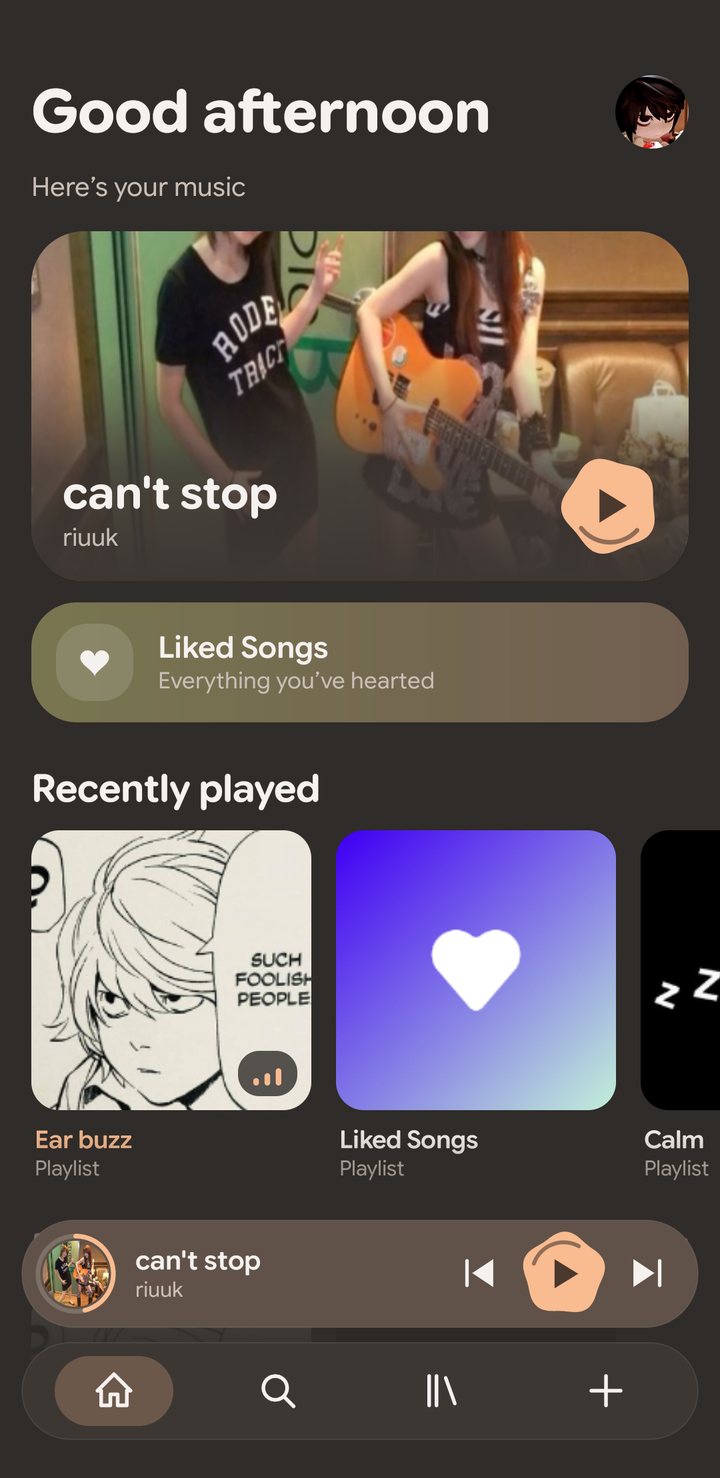 Good afternoon
Here’s your music
RODE
TRACT
can't stop
riuuk
Liked Songs
Everything you’ve hearted
Recently played
?
SUCH
FOOLISH
PEOPLE
z Z
Ear buzz
Playlist
Liked Songs
Playlist
Calm
Playlist
can't stop
riuuk